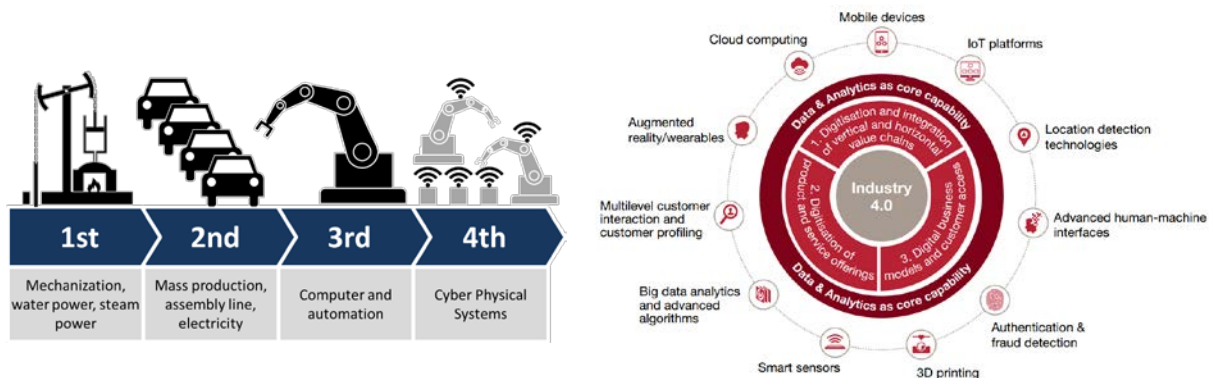 1st
2nd
3rd
4th
Mechanization,
water power, steam
power
Mass production,
assembly line,
electricity
Computer and
automation
Cyber Physical
Systems
Mobile devices
Cloud computing
IoT platforms
Augmented
reality/wearables
Location detection
technologies
Multilevel customer
interaction and
customer profiling
Advanced human-machine
interfaces
Big data analytics
and advanced
algorithms
Authentication &
fraud detection
Smart sensors
3D printing
Data & Analytics as core capability
1. Digitisation and integration
of vertical and horizontal
value chains
Industry
4.0
2. Digitisation of
product and service offerings
3. Digital business
models and customer access
Data & Analytics as core capability